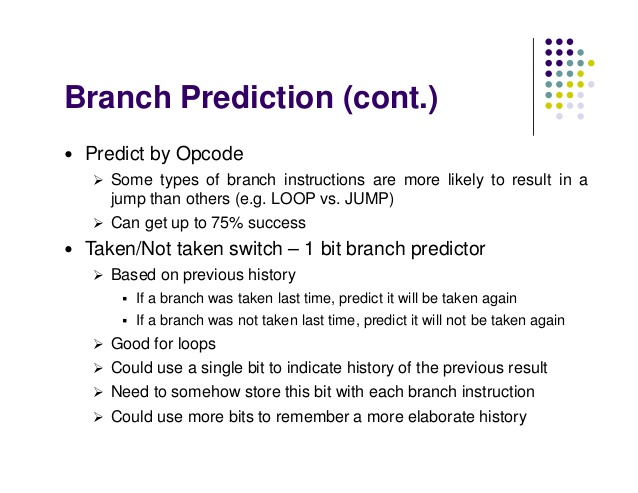 Branch Prediction (cont.)
• Predict by Opcode
➢ Some types of branch instructions are more likely to result in a
jump than others (e.g. LOOP vs. JUMP)
➢ Can get up to 75% success
• Taken/Not taken switch – 1 bit branch predictor
➢ Based on previous history
▪ If a branch was taken last time, predict it will be taken again
▪ If a branch was not taken last time, predict it will not be taken again
➢ Good for loops
➢ Could use a single bit to indicate history of the previous result
➢ Need to somehow store this bit with each branch instruction
➢ Could use more bits to remember a more elaborate history